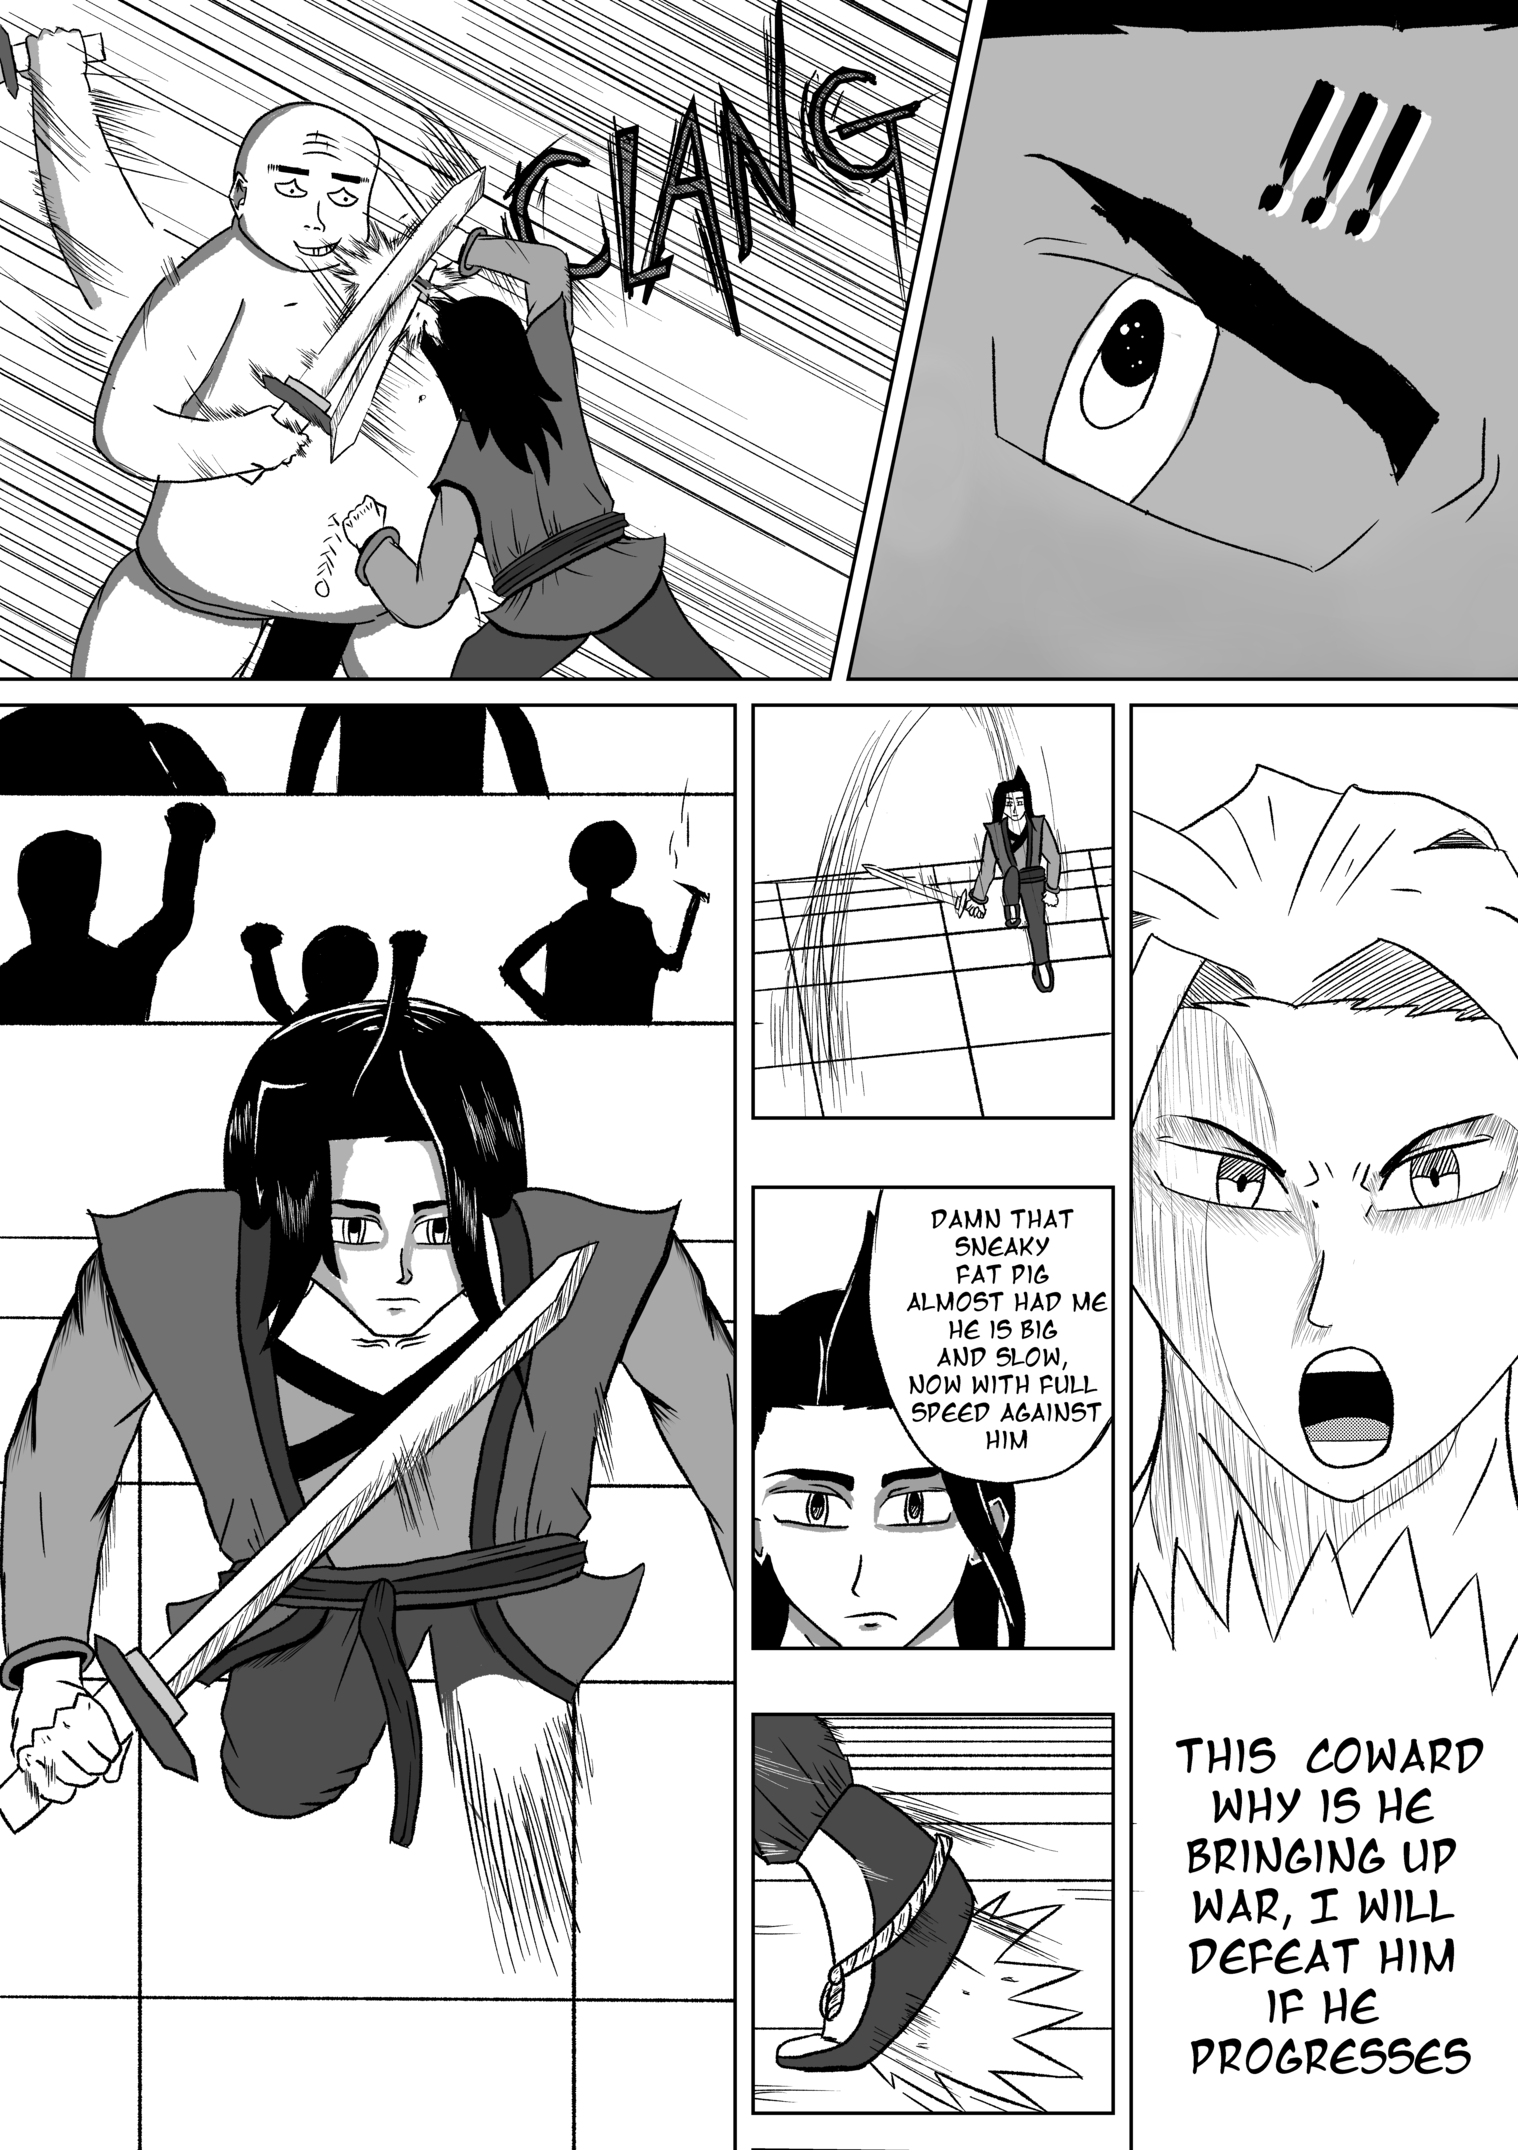 CLANG
!!!
DAMN THAT
SNEAKY
FAT PIG
ALMOST HAD ME
HE IS BIG
AND SLOW,
NOW WITH FULL
SPEED AGAINST
HIM
THIS COWARD
WHY IS HE
BRINGING UP
WAR, I WILL
DEFEAT HIM
IF HE
PROGRESSES